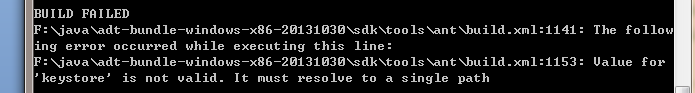 BUILD FAILED
F:\java\adt-bundle-windows-x86-20131030\sdk\tools\ant\build.xml:1141: The follow
ing error occurred while executing this line:
F:\java\adt-bundle-windows-x86-20131030\sdk\tools\ant\build.xml:1153: Value for
'keystore' is not valid. It must resolve to a single path